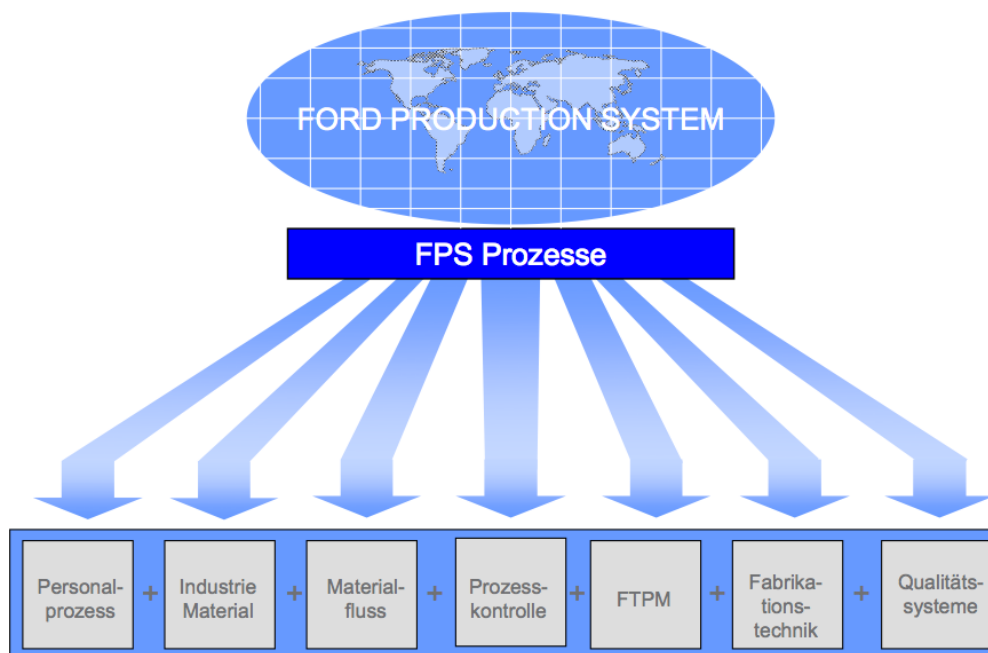 FORD PRODUCTION SYSTEM
FPS Prozesse
Personal-
prozess
+
Industrie
Material
+
Material-
fluss
+
Prozess-
kontrolle
+
FTPM
+
Fabrika-
tions-
technik
+
Qualitäts-
systeme